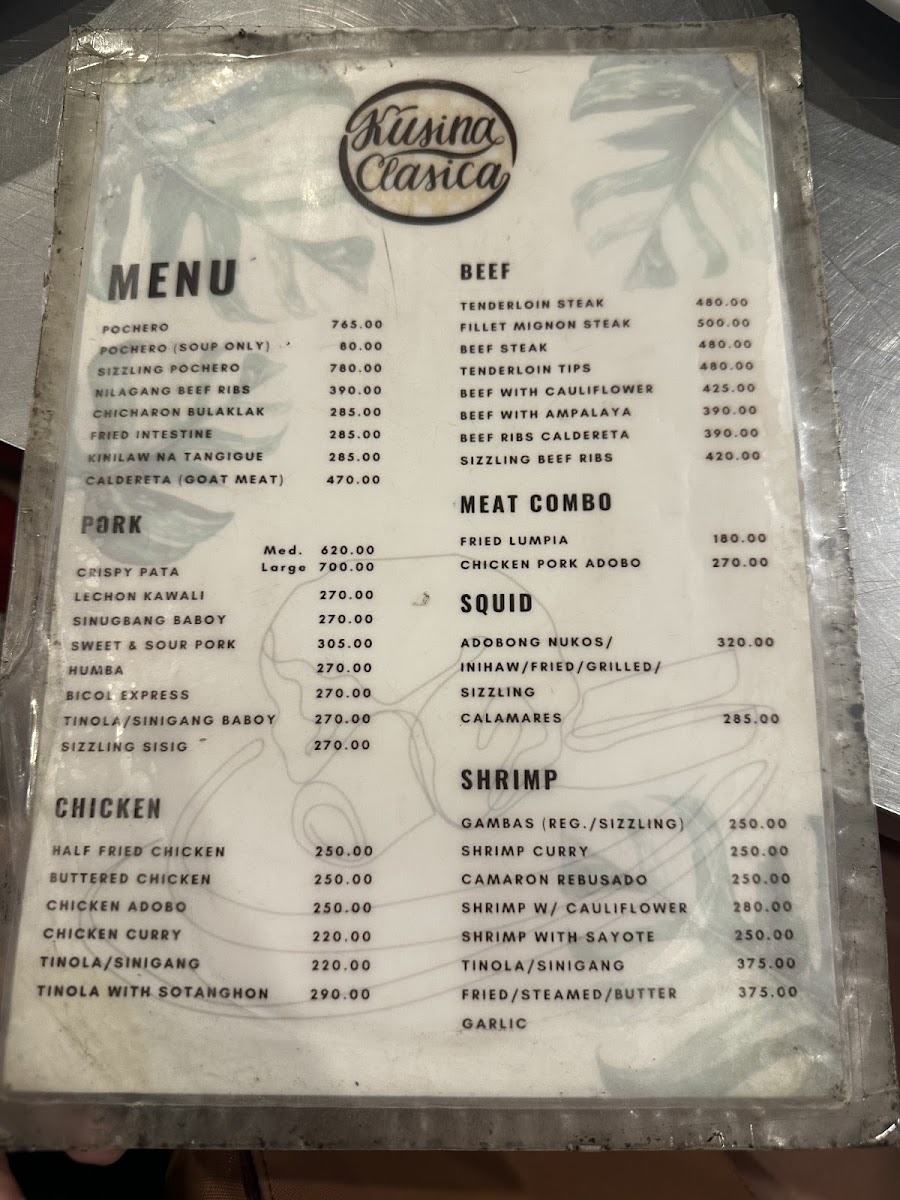 Kusina
Clasica
MENU
POCHERO 765.00
POCHERO (SOUP ONLY) 80.00
SIZZLING POCHERO 780.00
NILAGANG BEEF RIBS 390.00
CHICHARON BULAKLAK 285.00
FRIED INTESTINE 285.00
KINILAW NA TANGIGUE 285.00
CALDERETA (GOAT MEAT) 470.00
PORK
Med. 620.00
CRISPY PATA Large 700.00
LECHON KAWALI 270.00
SINUGBANG BABOY 270.00
SWEET & SOUR PORK 305.00
HUMBA 270.00
BICOL EXPRESS 270.00
TINOLA/SINIGANG BABOY 270.00
SIZZLING SISIG 270.00
CHICKEN
HALF FRIED CHICKEN 250.00
BUTTERED CHICKEN 250.00
CHICKEN ADOBO 250.00
CHICKEN CURRY 220.00
TINOLA/SINIGANG 220.00
TINOLA WITH SOTANGHON 290.00
BEEF
TENDERLOIN STEAK 480.00
FILLET MIGNON STEAK 500.00
BEEF STEAK 480.00
TENDERLOIN TIPS 480.00
BEEF WITH CAULIFLOWER 425.00
BEEF WITH AMPALAYA 390.00
BEEF RIBS CALDERETA 390.00
SIZZLING BEEF RIBS 420.00
MEAT COMBO
FRIED LUMPIA 180.00
CHICKEN PORK ADOBO 270.00
SQUID
ADOBONG NUKOS/ 320.00
INIHAW/FRIED/GRILLED/
SIZZLING
CALAMARES 285.00
SHRIMP
GAMBAS (REG./SIZZLING) 250.00
SHRIMP CURRY 250.00
CAMARON REBUSADO 250.00
SHRIMP W/ CAULIFLOWER 280.00
SHRIMP WITH SAYOTE 250.00
TINOLA/SINIGANG 375.00
FRIED/STEAMED/BUTTER 375.00
GARLIC